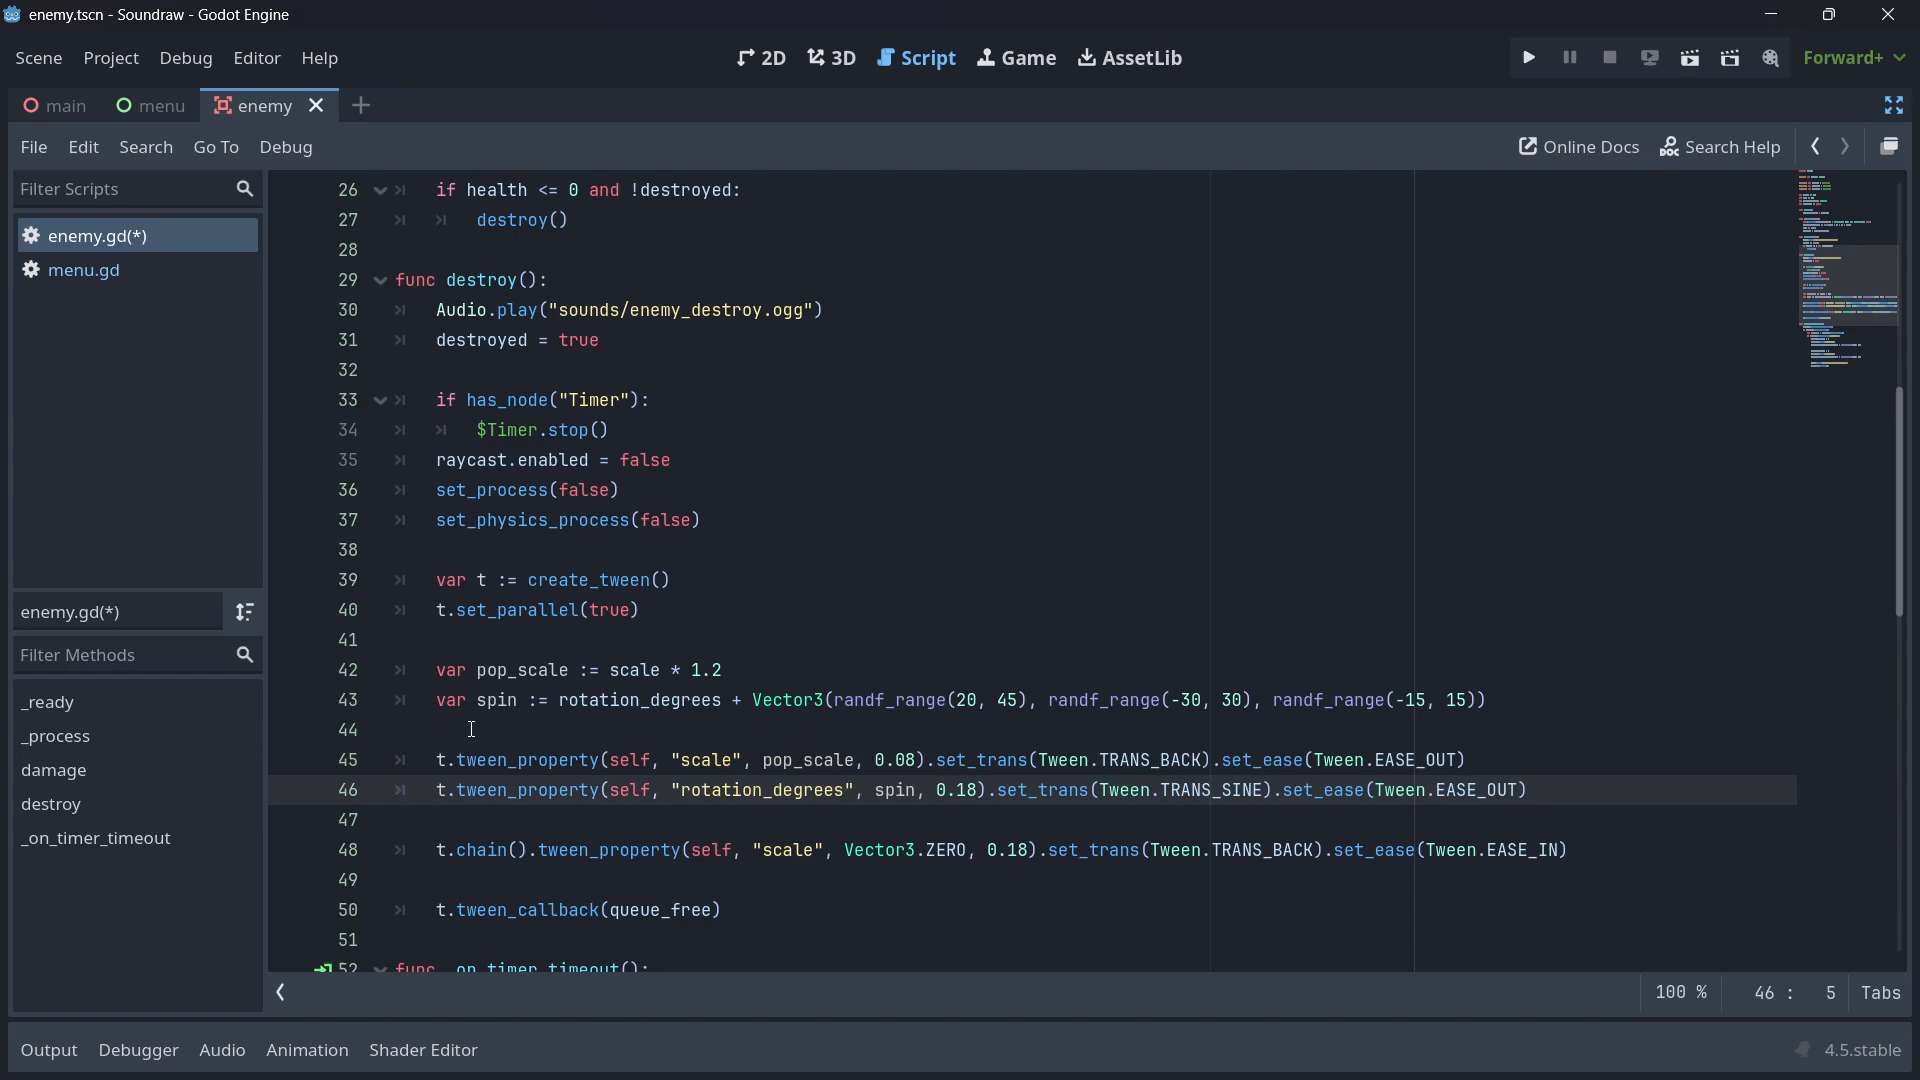 enemy.tscn - Soundraw - Godot Engine
Scene Project Debug Editor Help
2D 3D Script Game AssetLib
Forward+
main menu enemy
File Edit Search Go To Debug
Online Docs Search Help
Filter Scripts
enemy.gd(*)
menu.gd
enemy.gd(*)
Filter Methods
_ready
_process
damage
destroy
_on_timer_timeout
26 if health <= 0 and !destroyed:
27 destroy()
28
29 func destroy():
30 Audio.play("sounds/enemy_destroy.ogg")
31 destroyed = true
32
33 if has_node("Timer"):
34 $Timer.stop()
35 raycast.enabled = false
36 set_process(false)
37 set_physics_process(false)
38
39 var t := create_tween()
40 t.set_parallel(true)
41
42 var pop_scale := scale * 1.2
43 var spin := rotation_degrees + Vector3(randf_range(20, 45), randf_range(-30, 30), randf_range(-15, 15))
44
45 t.tween_property(self, "scale", pop_scale, 0.08).set_trans(Tween.TRANS_BACK).set_ease(Tween.EASE_OUT)
46 t.tween_property(self, "rotation_degrees", spin, 0.18).set_trans(Tween.TRANS_SINE).set_ease(Tween.EASE_OUT)
47
48 t.chain().tween_property(self, "scale", Vector3.ZERO, 0.18).set_trans(Tween.TRANS_BACK).set_ease(Tween.EASE_IN)
49
50 t.tween_callback(queue_free)
51
52 func _on_timer_timeout():
100 % 46 : 5 Tabs
Output Debugger Audio Animation Shader Editor
4.5.stable